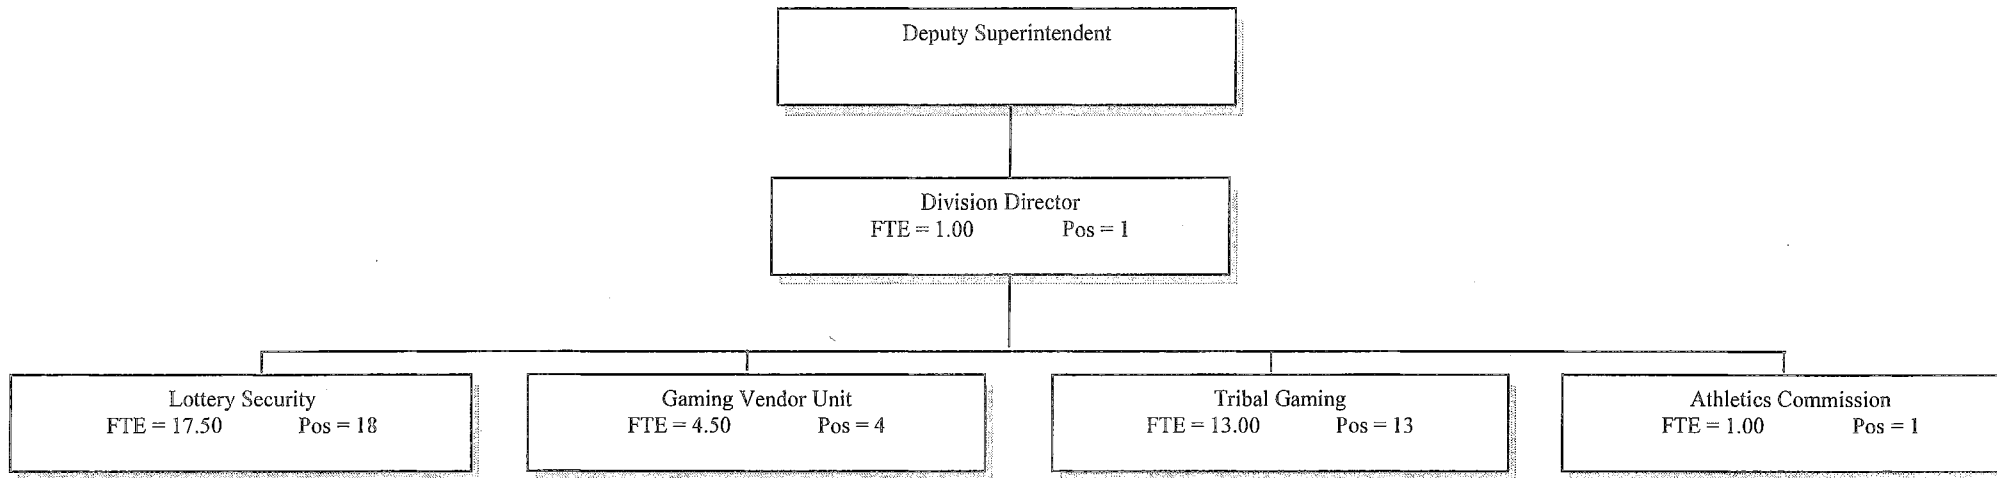 Deputy Superintendent
Division Director
FTE = 1.00 Pos = 1
Lottery Security
FTE = 17.50 Pos = 18
Gaming Vendor Unit
FTE = 4.50 Pos = 4
Tribal Gaming
FTE = 13.00 Pos = 13
Athletics Commission
FTE = 1.00 Pos = 1